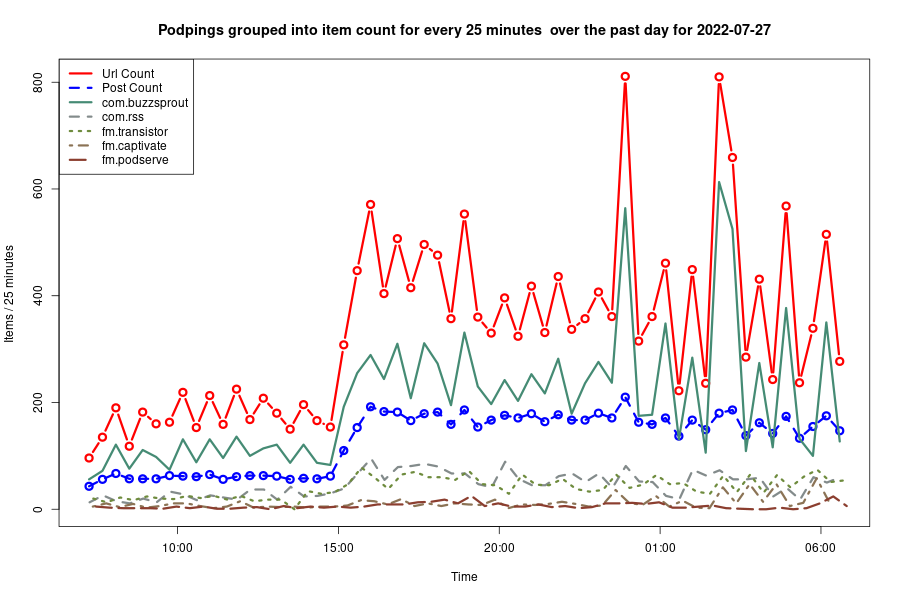 Podpings grouped into item count for every 25 minutes  over the past day for 2022-07-27
Url Count
Post Count
com.buzzsprout
com.rss
fm.transistor
fm.captivate
fm.podserve
Items / 25 minutes
800
600
400
200
0
10:00 15:00 20:00 01:00 06:00
Time